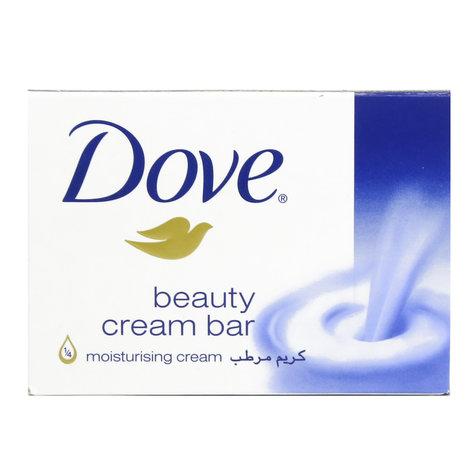 Dove®
beauty
cream bar
¼ moisturising cream كريم مرطب